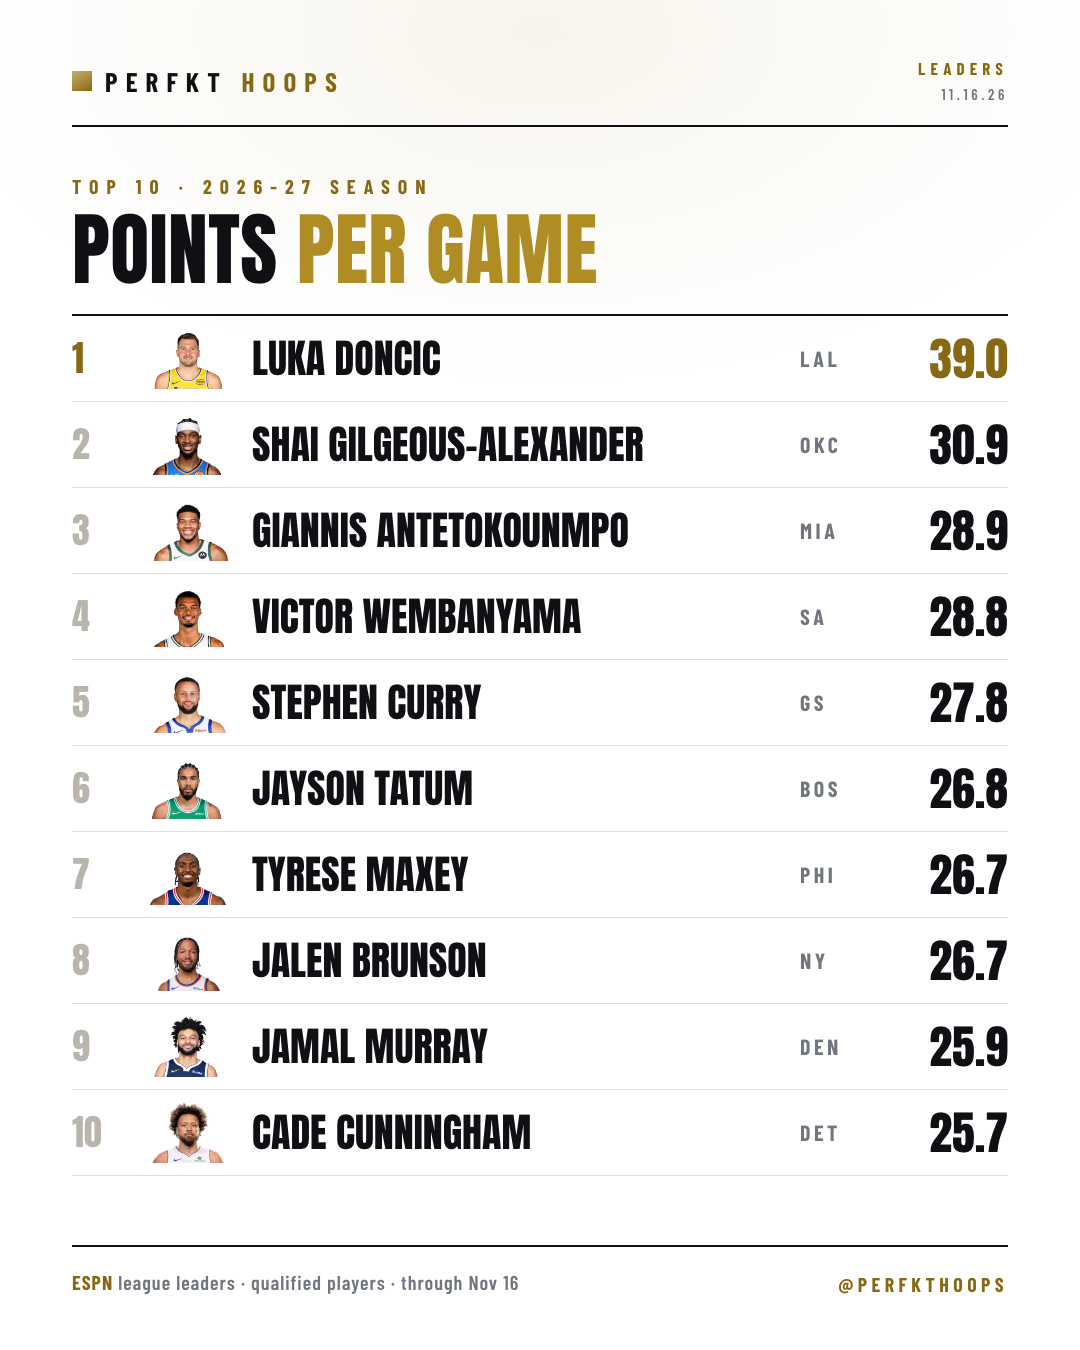 PERFKT HOOPS
LEADERS
11.16.26
TOP 10 · 2026-27 SEASON
POINTS PER GAME
1 LUKA DONCIC LAL 39.0
2 SHAI GILGEOUS-ALEXANDER OKC 30.9
3 GIANNIS ANTETOKOUNMPO MIA 28.9
4 VICTOR WEMBANYAMA SA 28.8
5 STEPHEN CURRY GS 27.8
6 JAYSON TATUM BOS 26.8
7 TYRESE MAXEY PHI 26.7
8 JALEN BRUNSON NY 26.7
9 JAMAL MURRAY DEN 25.9
10 CADE CUNNINGHAM DET 25.7
ESPN league leaders · qualified players · through Nov 16
@PERFKTHOOPS